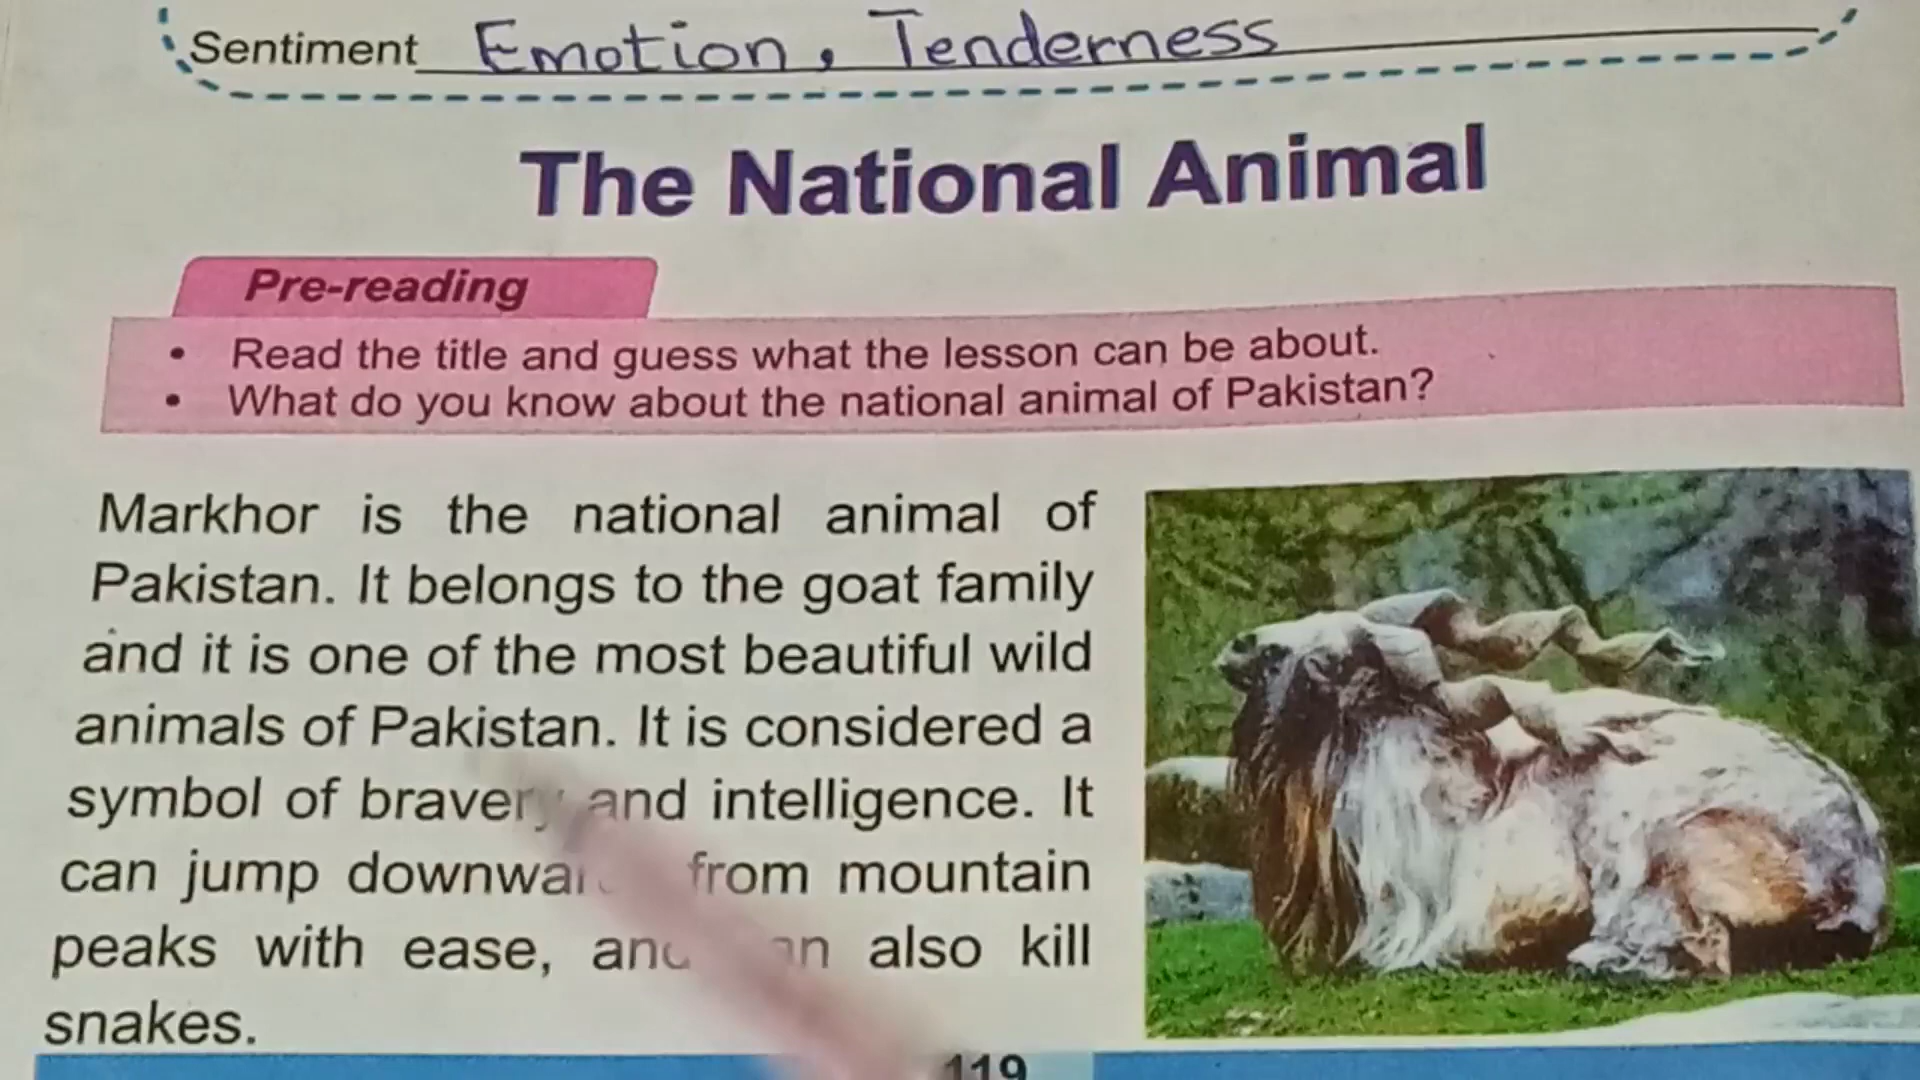 Sentiment Emotion, Tenderness
The National Animal
Pre-reading
• Read the title and guess what the lesson can be about.
• What do you know about the national animal of Pakistan?
Markhor is the national animal of
Pakistan. It belongs to the goat family
and it is one of the most beautiful wild
animals of Pakistan. It is considered a
symbol of bravery and intelligence. It
can jump from mountain
peaks with ease, and also kill
snakes.
119